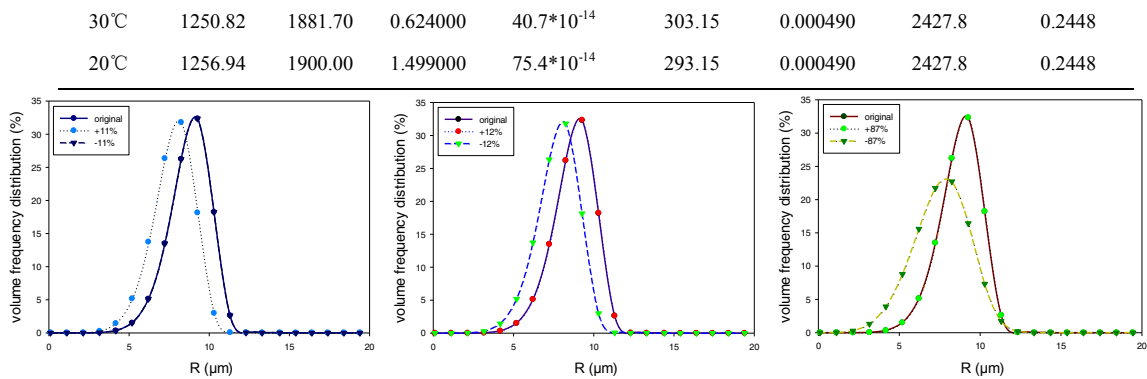 30℃ 1250.82 1881.70 0.624000 40.7*10-14 303.15 0.000490 2427.8 0.2448
20℃ 1256.94 1900.00 1.499000 75.4*10-14 293.15 0.000490 2427.8 0.2448
volume frequency distribution (%)
35
30
25
20
15
10
5
0
original
+11%
-11%
0 5 10 15 20
R (µm)
volume frequency distribution (%)
35
30
25
20
15
10
5
0
original
+12%
-12%
0 5 10 15 20
R (µm)
volume frequency distribution (%)
35
30
25
20
15
10
5
0
original
+87%
-87%
0 5 10 15 20
R (µm)